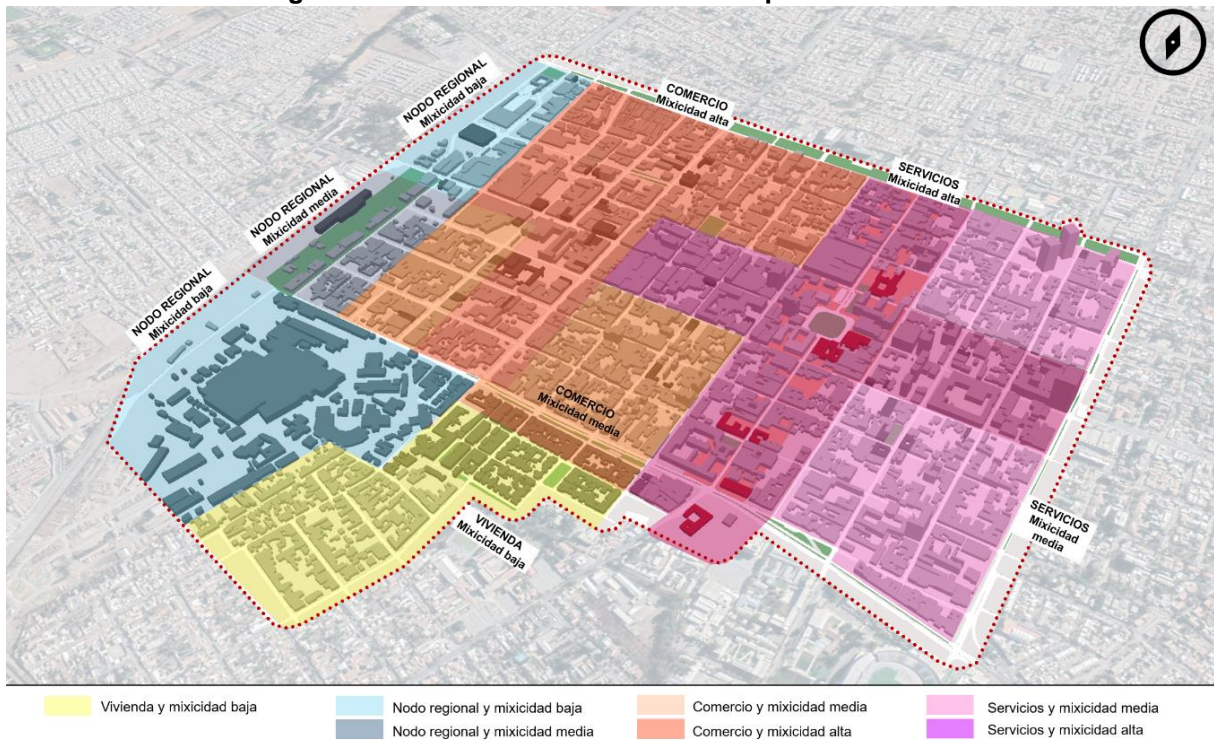 NODO REGIONAL
Mixicidad baja
COMERCIO
Mixicidad alta
SERVICIOS
Mixicidad alta
NODO REGIONAL
Mixicidad media
NODO REGIONAL
Mixicidad baja
COMERCIO
Mixicidad media
VIVIENDA
Mixicidad baja
SERVICIOS
Mixicidad
media
Vivienda y mixicidad baja
Nodo regional y mixicidad baja
Nodo regional y mixicidad media
Comercio y mixicidad media
Comercio y mixicidad alta
Servicios y mixicidad media
Servicios y mixicidad alta